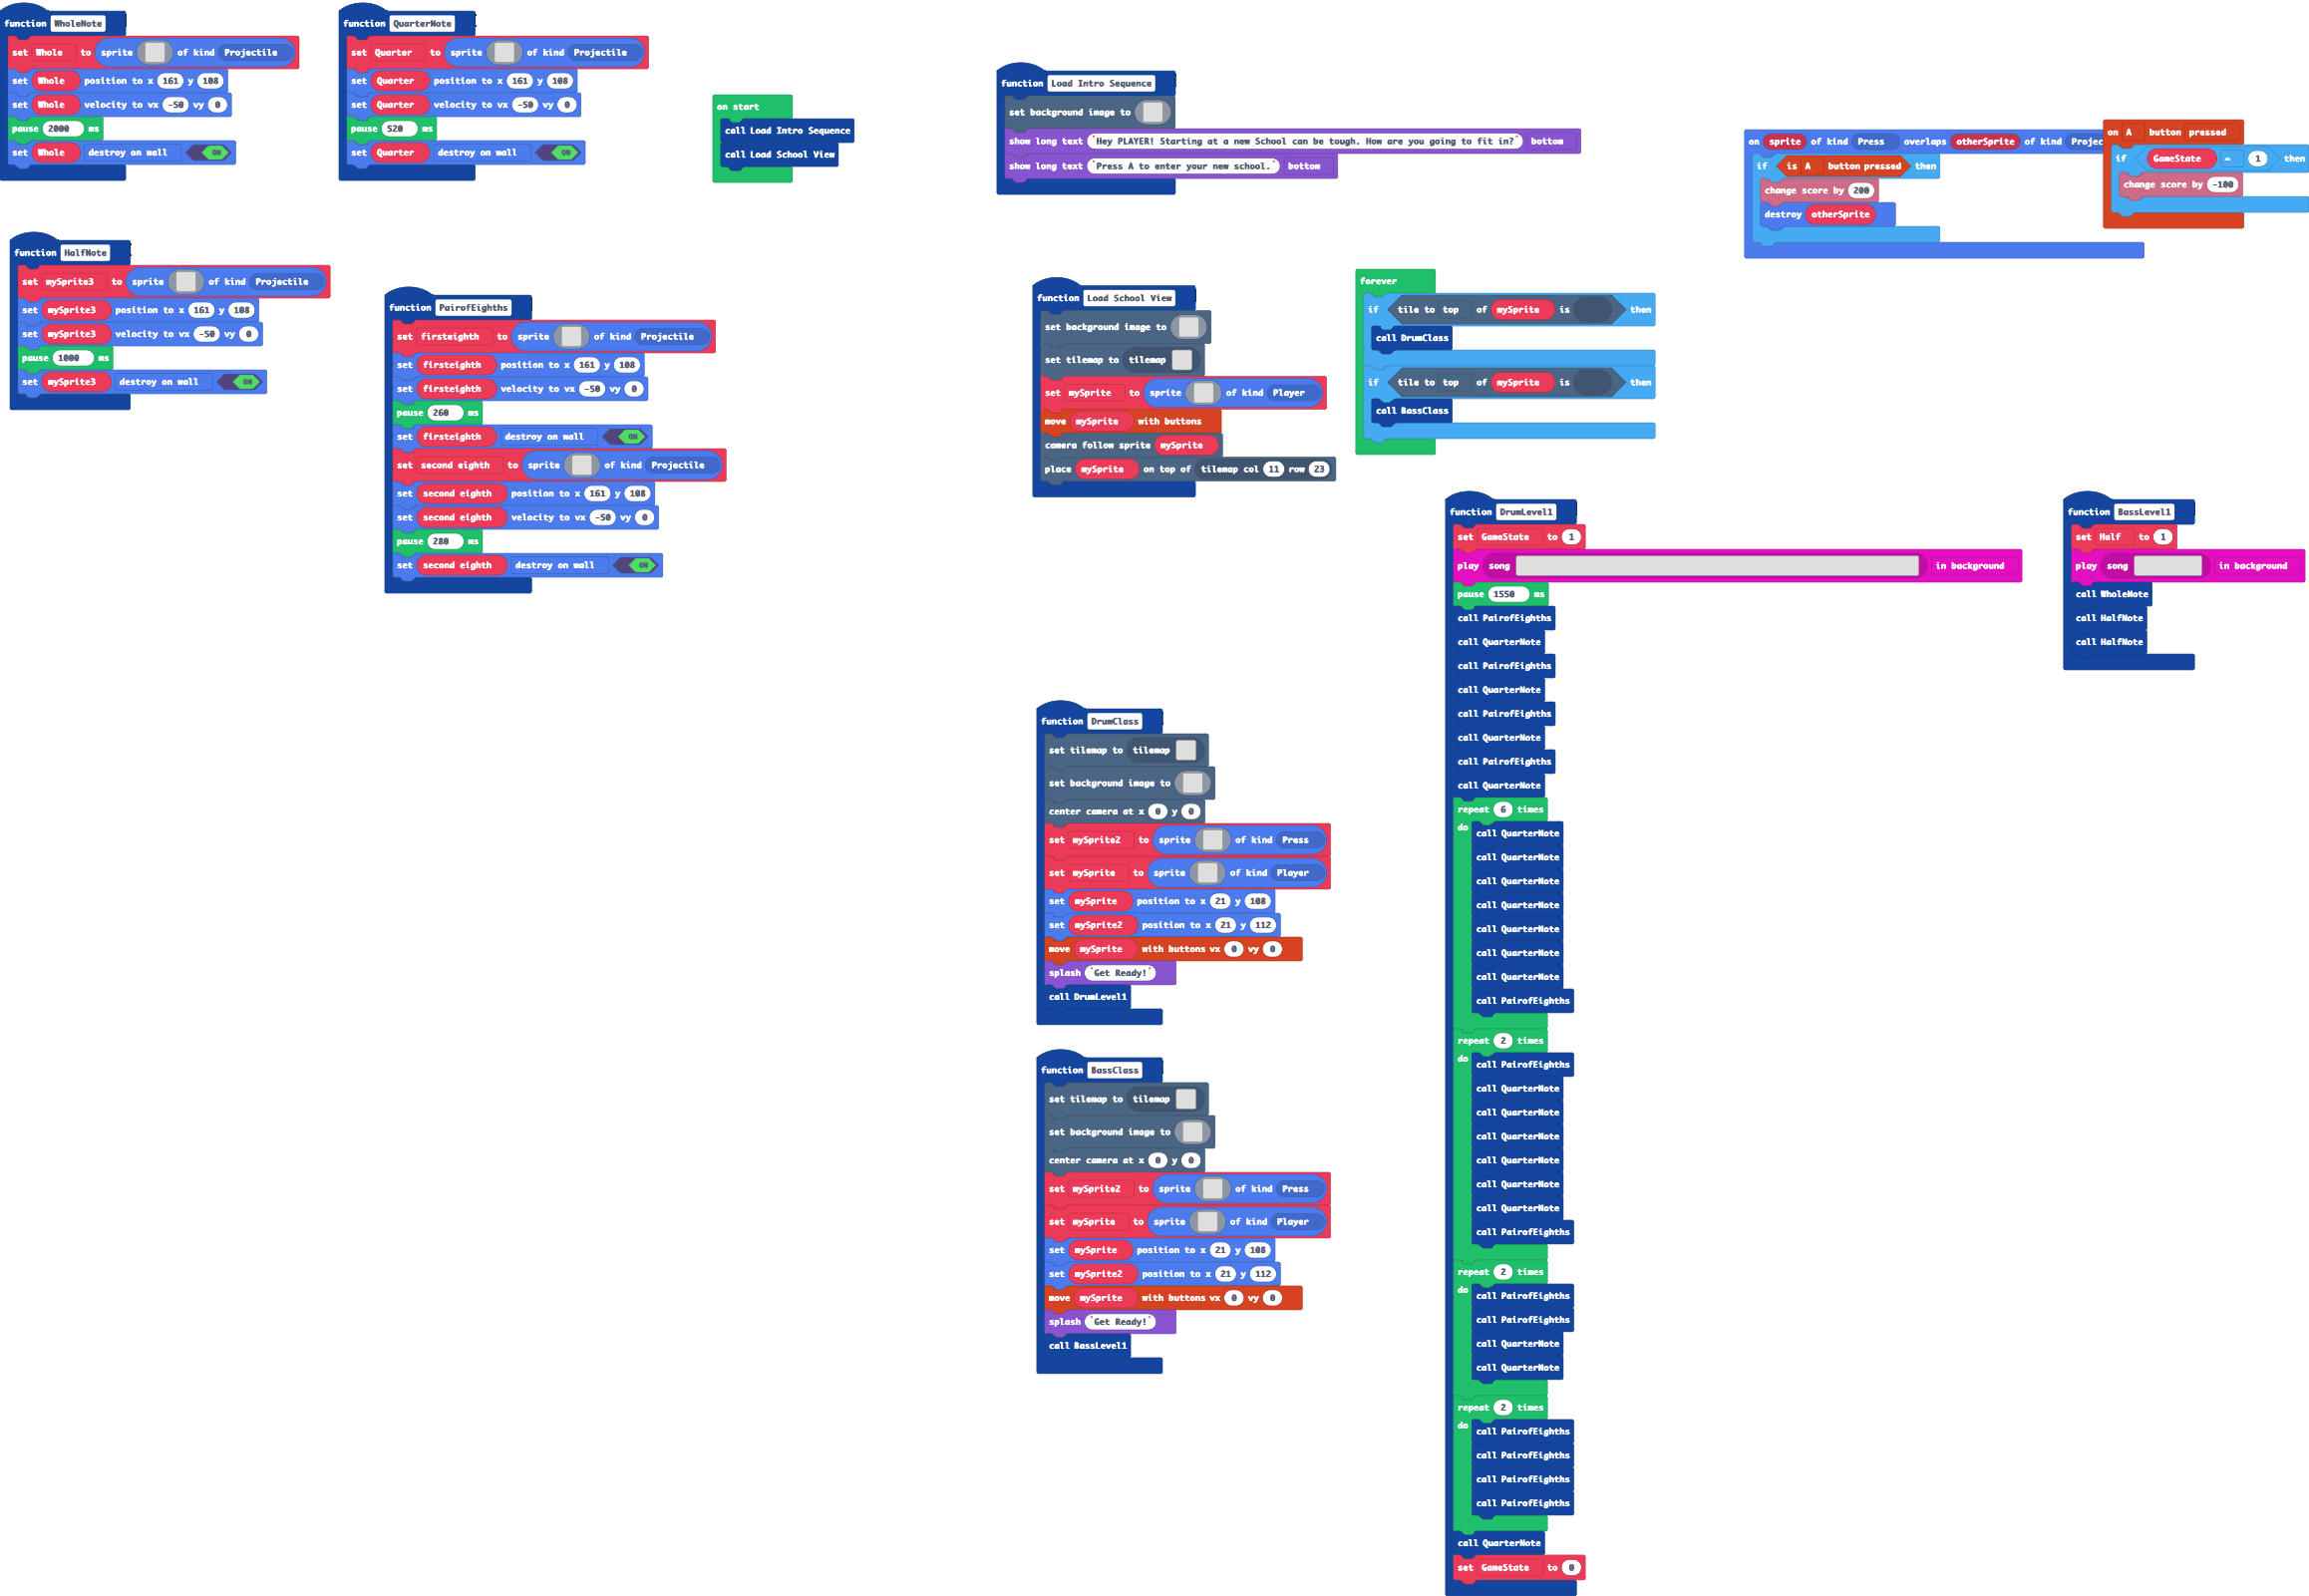 function WholeNote
set Whole to sprite of kind Projectile
set Whole position to x 161 y 108
set Whole velocity to vx -50 vy 0
pause 2000 ms
set Whole destroy on wall ON
function QuarterNote
set Quarter to sprite of kind Projectile
set Quarter position to x 161 y 108
set Quarter velocity to vx -50 vy 0
pause 520 ms
set Quarter destroy on wall ON
on start
call Load Intro Sequence
call Load School View
function Load Intro Sequence
set background image to
show long text "Hey PLAYER! Starting at a new School can be tough. How are you going to fit in?" bottom
show long text "Press A to enter your new school." bottom
on sprite of kind Press overlaps otherSprite of kind Projec
if is A button pressed then
change score by 200
destroy otherSprite
on A button pressed
if GameState = 1 then
change score by -100
function HalfNote
set mySprite3 to sprite of kind Projectile
set mySprite3 position to x 161 y 108
set mySprite3 velocity to vx -50 vy 0
pause 1000 ms
set mySprite3 destroy on wall ON
function PairofEighths
set firsteighth to sprite of kind Projectile
set firsteighth position to x 161 y 108
set firsteighth velocity to vx -50 vy 0
pause 260 ms
set firsteighth destroy on wall ON
set second eighth to sprite of kind Projectile
set second eighth position to x 161 y 108
set second eighth velocity to vx -50 vy 0
pause 280 ms
set second eighth destroy on wall ON
function Load School View
set background image to
set tilemap to tilemap
set mySprite to sprite of kind Player
move mySprite with buttons
camera follow sprite mySprite
place mySprite on top of tilemap col 11 row 23
forever
if tile to top of mySprite is then
call DrumClass
if tile to top of mySprite is then
call BassClass
function DrumLevel1
set GameState to 1
play song in background
pause 1550 ms
call PairofEighths
call QuarterNote
call PairofEighths
call QuarterNote
call PairofEighths
call QuarterNote
call PairofEighths
call QuarterNote
repeat 6 times
do call QuarterNote
call QuarterNote
call QuarterNote
call QuarterNote
call QuarterNote
call QuarterNote
call QuarterNote
call PairofEighths
repeat 2 times
do call PairofEighths
call QuarterNote
call QuarterNote
call QuarterNote
call QuarterNote
call QuarterNote
call QuarterNote
call PairofEighths
repeat 2 times
do call PairofEighths
call PairofEighths
call QuarterNote
call QuarterNote
repeat 2 times
do call PairofEighths
call PairofEighths
call PairofEighths
call PairofEighths
call QuarterNote
set GameState to 0
function BassLevel1
set Half to 1
play song in background
call WholeNote
call HalfNote
call HalfNote
function DrumClass
set tilemap to tilemap
set background image to
center camera at x 0 y 0
set mySprite2 to sprite of kind Press
set mySprite to sprite of kind Player
set mySprite position to x 21 y 108
set mySprite2 position to x 21 y 112
move mySprite with buttons vx 0 vy 0
splash "Get Ready!"
call DrumLevel1
function BassClass
set tilemap to tilemap
set background image to
center camera at x 0 y 0
set mySprite2 to sprite of kind Press
set mySprite to sprite of kind Player
set mySprite position to x 21 y 108
set mySprite2 position to x 21 y 112
move mySprite with buttons vx 0 vy 0
splash "Get Ready!"
call BassLevel1